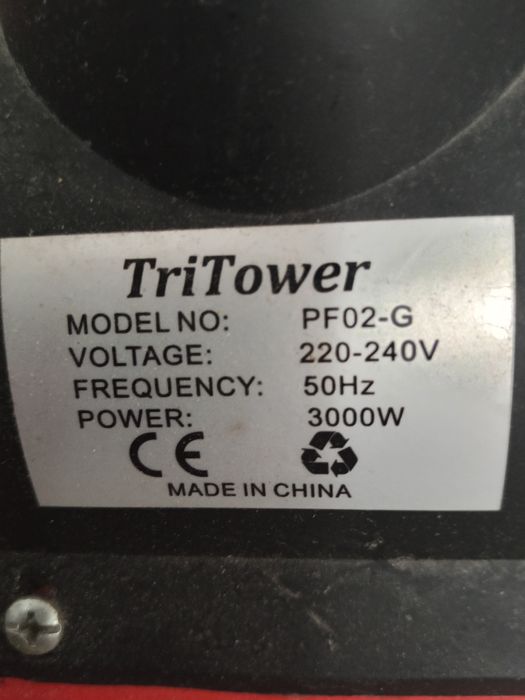 TriTower
MODEL NO: PF02-G
VOLTAGE: 220-240V
FREQUENCY: 50Hz
POWER: 3000W
CE
MADE IN CHINA